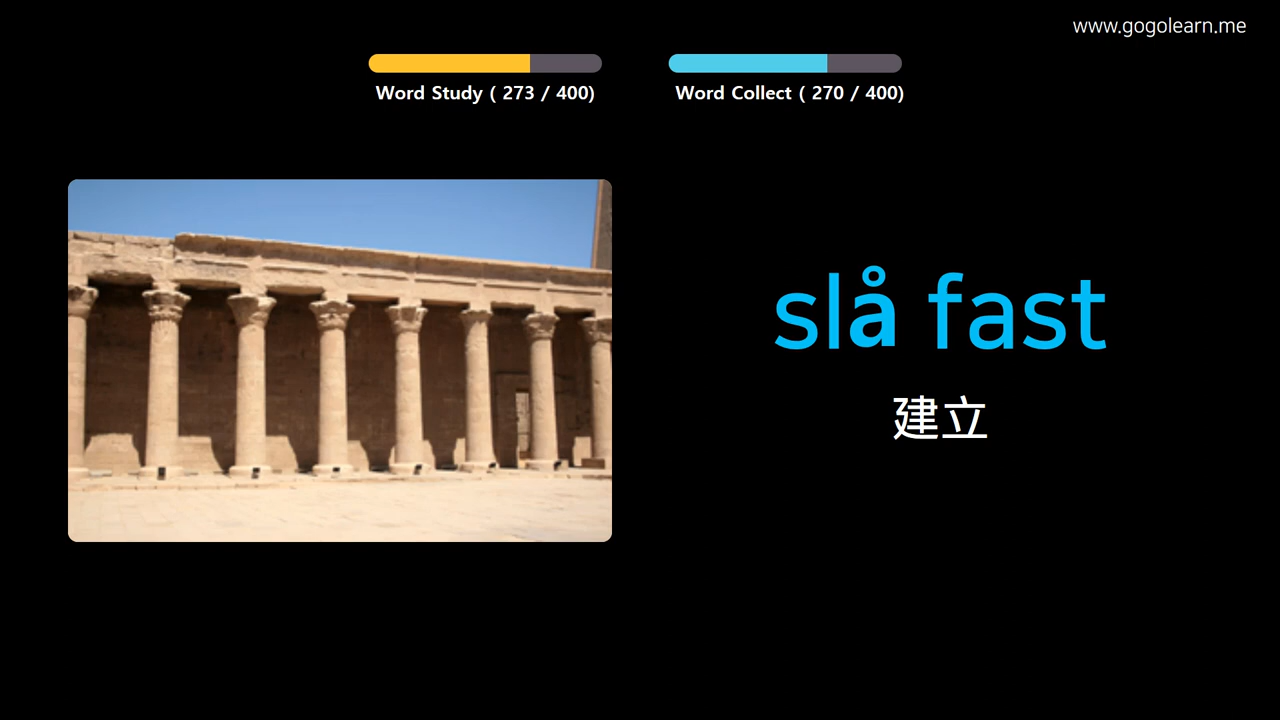 www.gogolearn.me
Word Study ( 273 / 400)
Word Collect ( 270 / 400)
slå fast
建立